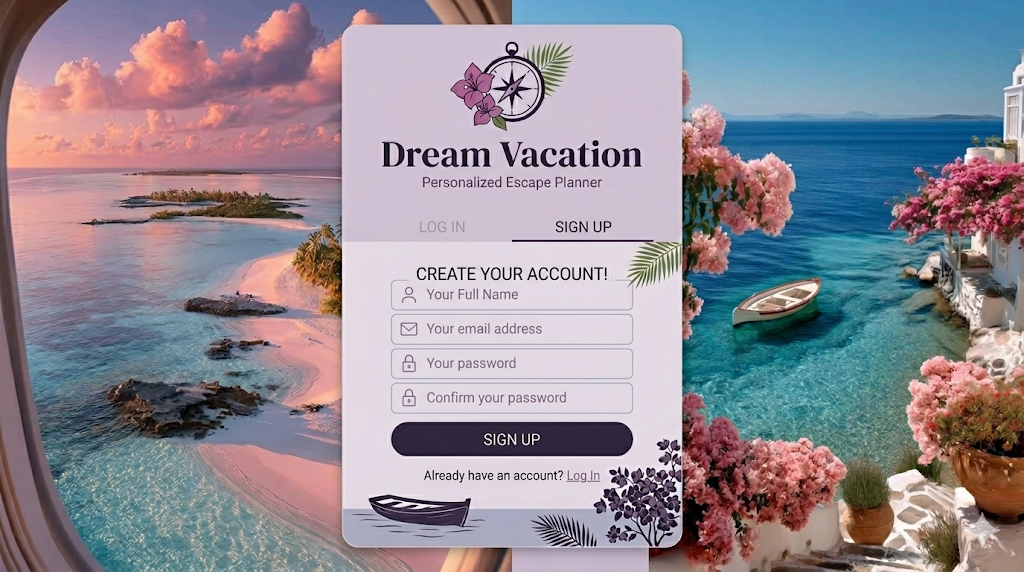 Dream Vacation
Personalized Escape Planner
LOG IN
SIGN UP
CREATE YOUR ACCOUNT!
Your Full Name
Your email address
Your password
Confirm your password
SIGN UP
Already have an account? Log In